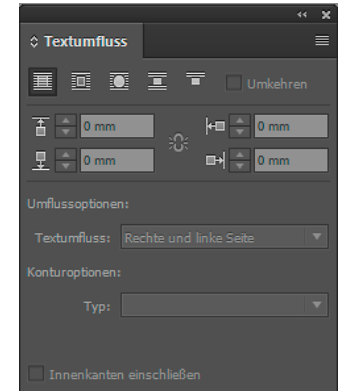 Textumfluss
Umkehren
0 mm 0 mm
0 mm 0 mm
Umflussoptionen:
Textumfluss: Rechte und linke Seite
Konturoptionen:
Typ:
Innenkanten einschließen